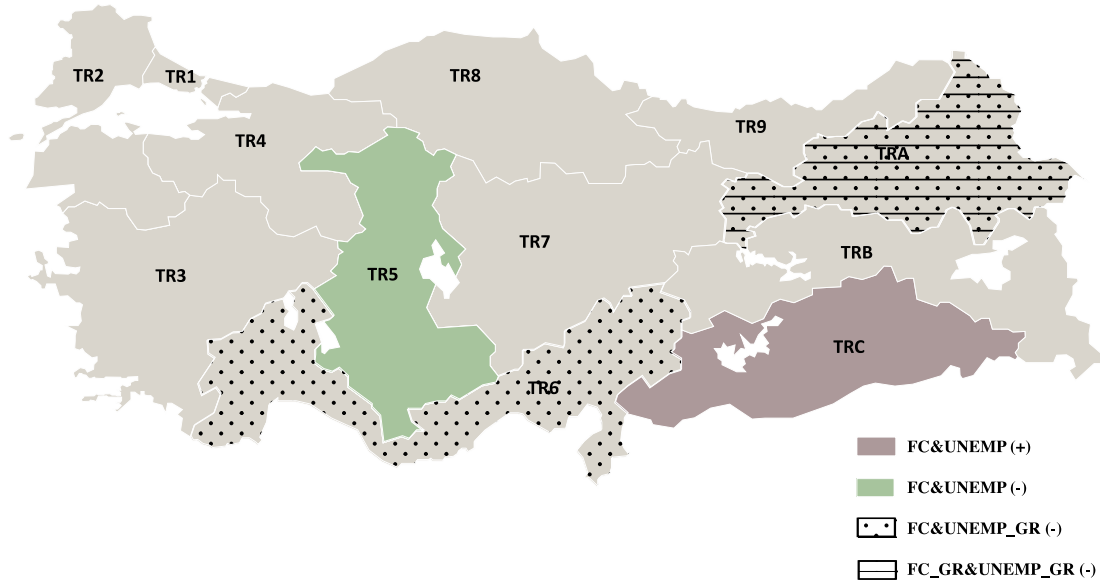 TR2
TR1
TR8
TR4
TR9
TRA
TR3
TR5
TR7
TRB
TRC
TR6
FC&UNEMP (+)
FC&UNEMP (-)
FC&UNEMP_GR (-)
FC_GR&UNEMP_GR (-)